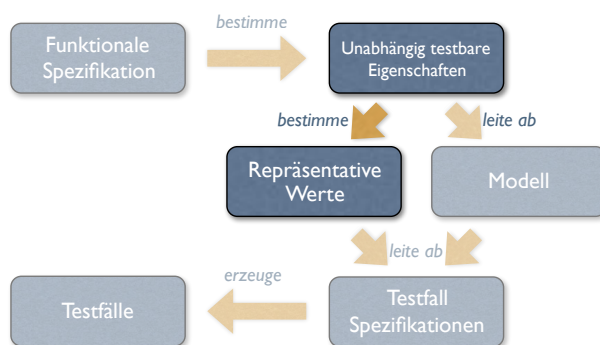 bestimme
Funktionale
Spezifikation
Unabhängig testbare
Eigenschaften
bestimme
leite ab
Repräsentative
Werte
Modell
leite ab
erzeuge
Testfälle
Testfall
Spezifikationen